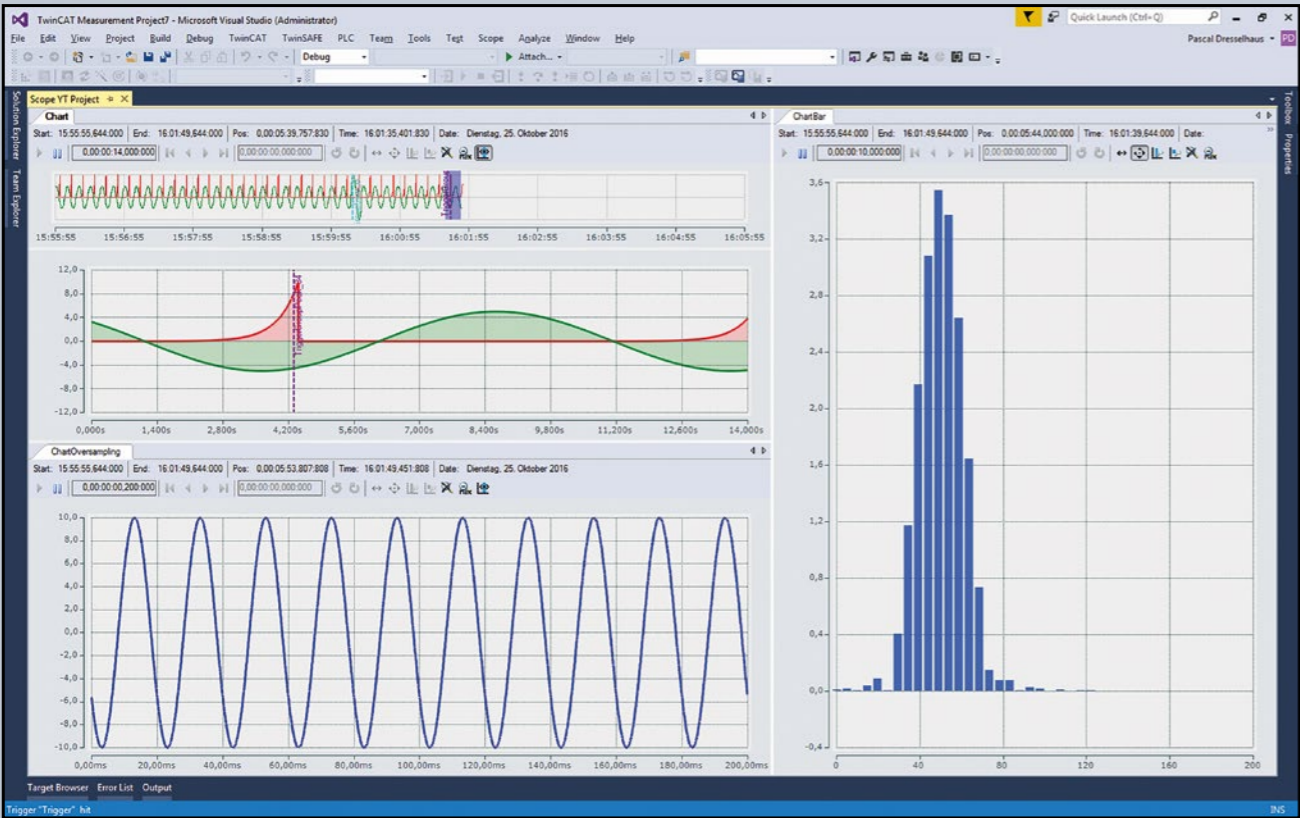 TwinCAT Measurement Project7 - Microsoft Visual Studio (Administrator)
Quick Launch (Ctrl+Q)
File Edit View Project Build Debug TwinCAT TwinSAFE PLC Team Tools Test Scope Analyze Window Help
Pascal Dresselhaus PD
Debug Attach...
Solution Explorer
Team Explorer
Toolbox
Properties
Scope YT Project
Chart
Start: 15:55:55,644:000 End: 16:01:49,644:000 Pos: 0,00:05:39,757:830 Time: 16:01:35,401:830 Date: Dienstag, 25. Oktober 2016
0,00:00:14,000:000 0,00:00:00,000:000
15:55:55 15:56:55 15:57:55 15:58:55 15:59:55 16:00:55 16:01:55 16:02:55 16:03:55 16:04:55 16:05:55
12,0
8,0
4,0
0,0
-4,0
-8,0
-12,0
0,000s 1,400s 2,800s 4,200s 5,600s 7,000s 8,400s 9,800s 11,200s 12,600s 14,000s
ChartOversampling
Start: 15:55:55,644:000 End: 16:01:49,644:000 Pos: 0,00:05:53,807:808 Time: 16:01:49,451:808 Date: Dienstag, 25. Oktober 2016
0,00:00:00,200:000 0,00:00:00,000:000
10,0
8,0
6,0
4,0
2,0
0,0
-2,0
-4,0
-6,0
-8,0
-10,0
0,00ms 20,00ms 40,00ms 60,00ms 80,00ms 100,00ms 120,00ms 140,00ms 160,00ms 180,00ms 200,00ms
ChartBar
Start: 15:55:55,644:000 End: 16:01:49,644:000 Pos: 0,00:05:44,000:000 Time: 16:01:39,644:000 Date:
0,00:00:10,000:000 0,00:00:00,000:000
3,6
3,2
2,8
2,4
2,0
1,6
1,2
0,8
0,4
0,0
-0,4
0 40 80 120 160 200
Target Browser Error List Output
Trigger "Trigger" hit
INS